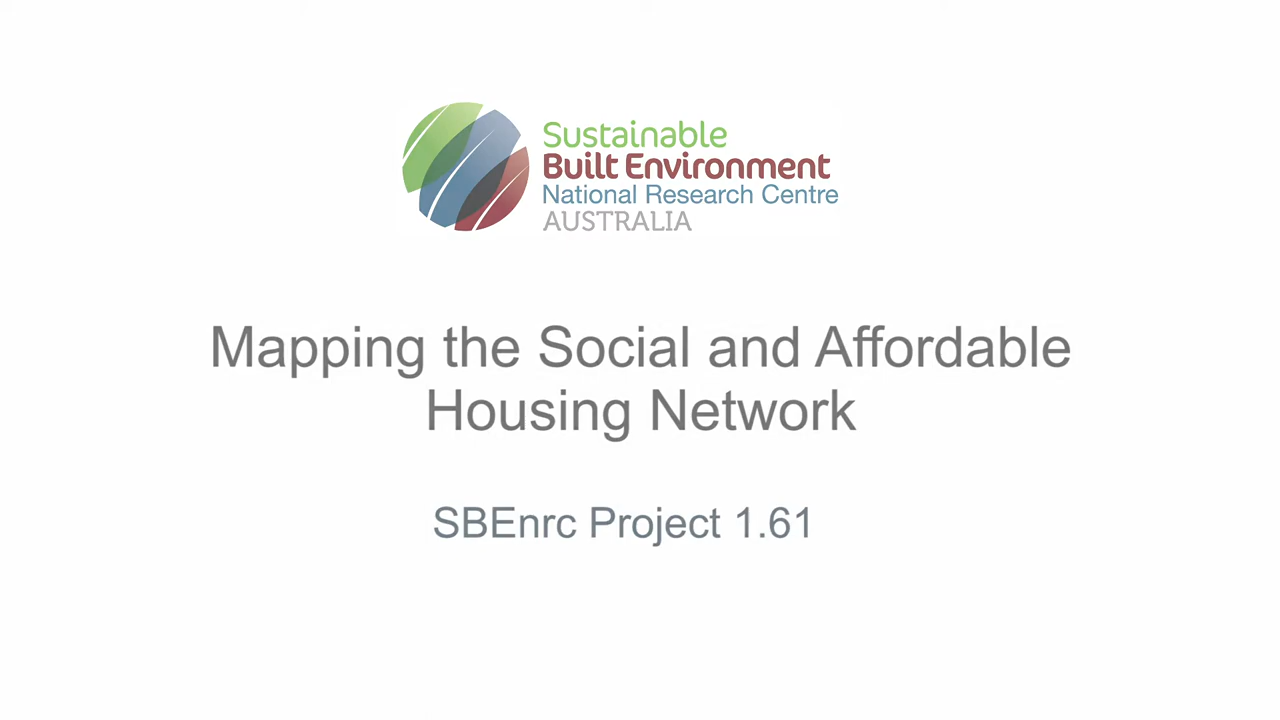 Sustainable
Built Environment
National Research Centre
AUSTRALIA
Mapping the Social and Affordable
Housing Network
SBEnrc Project 1.61